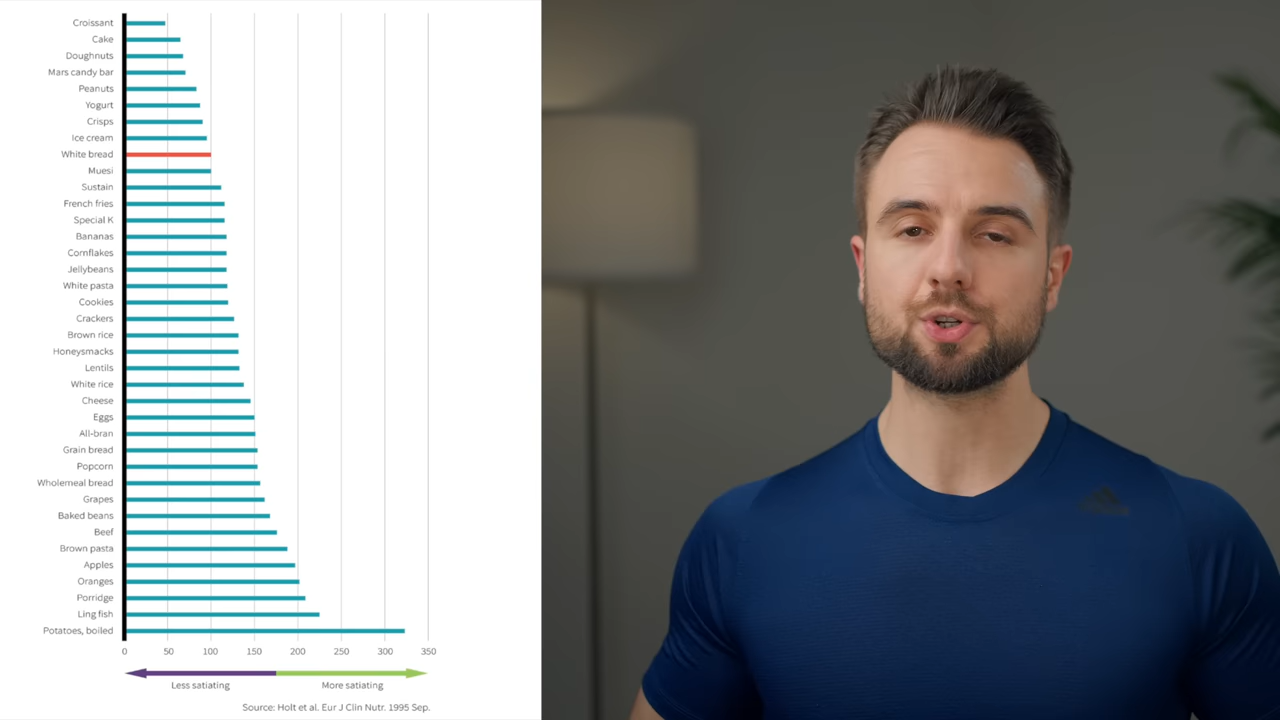 Croissant
Cake
Doughnuts
Mars candy bar
Peanuts
Yogurt
Crisps
Ice cream
White bread
Muesi
Sustain
French fries
Special K
Bananas
Cornflakes
Jellybeans
White pasta
Cookies
Crackers
Brown rice
Honeysmacks
Lentils
White rice
Cheese
Eggs
All-bran
Grain bread
Popcorn
Wholemeal bread
Grapes
Baked beans
Beef
Brown pasta
Apples
Oranges
Porridge
Ling fish
Potatoes, boiled
0 50 100 150 200 250 300 350
Less satiating More satiating
Source: Holt et al. Eur J Clin Nutr. 1995 Sep.